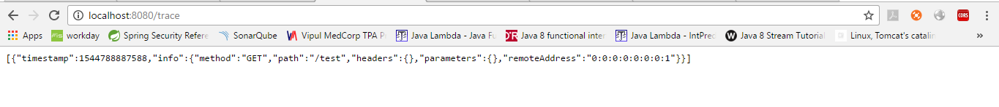 localhost:8080/trace
Apps workday Spring Security Refere SonarQube Vipul MedCorp TPA P Java Lambda - Java Fu Java 8 functional inter Java Lambda - IntPred Java 8 Stream Tutorial Linux, Tomcat's catalin »
[{"timestamp":1544788887588,"info":{"method":"GET","path":"/test","headers":{},"parameters":{},"remoteAddress":"0:0:0:0:0:0:0:1"}}]